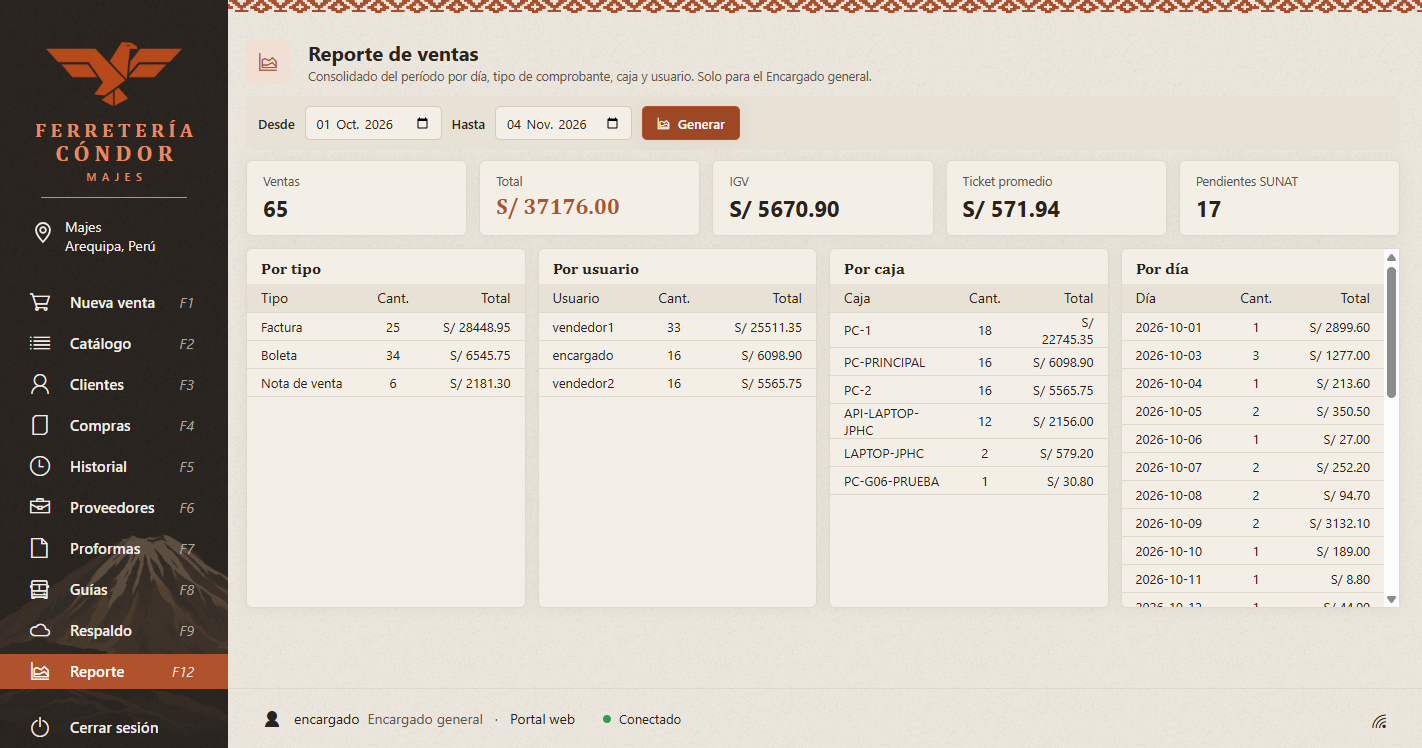 FERRETERÍA
CÓNDOR
MAJES
Majes
Arequipa, Perú
Nueva venta F1
Catálogo F2
Clientes F3
Compras F4
Historial F5
Proveedores F6
Proformas F7
Guías F8
Respaldo F9
Reporte F12
Cerrar sesión
Reporte de ventas
Consolidado del período por día, tipo de comprobante, caja y usuario. Solo para el Encargado general.
Desde 01 Oct. 2026 Hasta 04 Nov. 2026 Generar
Ventas
65
Total
S/ 37176.00
IGV
S/ 5670.90
Ticket promedio
S/ 571.94
Pendientes SUNAT
17
Por tipo
Tipo Cant. Total
Factura 25 S/ 28448.95
Boleta 34 S/ 6545.75
Nota de venta 6 S/ 2181.30
Por usuario
Usuario Cant. Total
vendedor1 33 S/ 25511.35
encargado 16 S/ 6098.90
vendedor2 16 S/ 5565.75
Por caja
Caja Cant. Total
PC-1 18 S/
22745.35
PC-PRINCIPAL 16 S/ 6098.90
PC-2 16 S/ 5565.75
API-LAPTOP-
JPHC 12 S/ 2156.00
LAPTOP-JPHC 2 S/ 579.20
PC-G06-PRUEBA 1 S/ 30.80
Por día
Día Cant. Total
2026-10-01 1 S/ 2899.60
2026-10-03 3 S/ 1277.00
2026-10-04 1 S/ 213.60
2026-10-05 2 S/ 350.50
2026-10-06 1 S/ 27.00
2026-10-07 2 S/ 252.20
2026-10-08 2 S/ 94.70
2026-10-09 2 S/ 3132.10
2026-10-10 1 S/ 189.00
2026-10-11 1 S/ 8.80
encargado Encargado general · Portal web Conectado